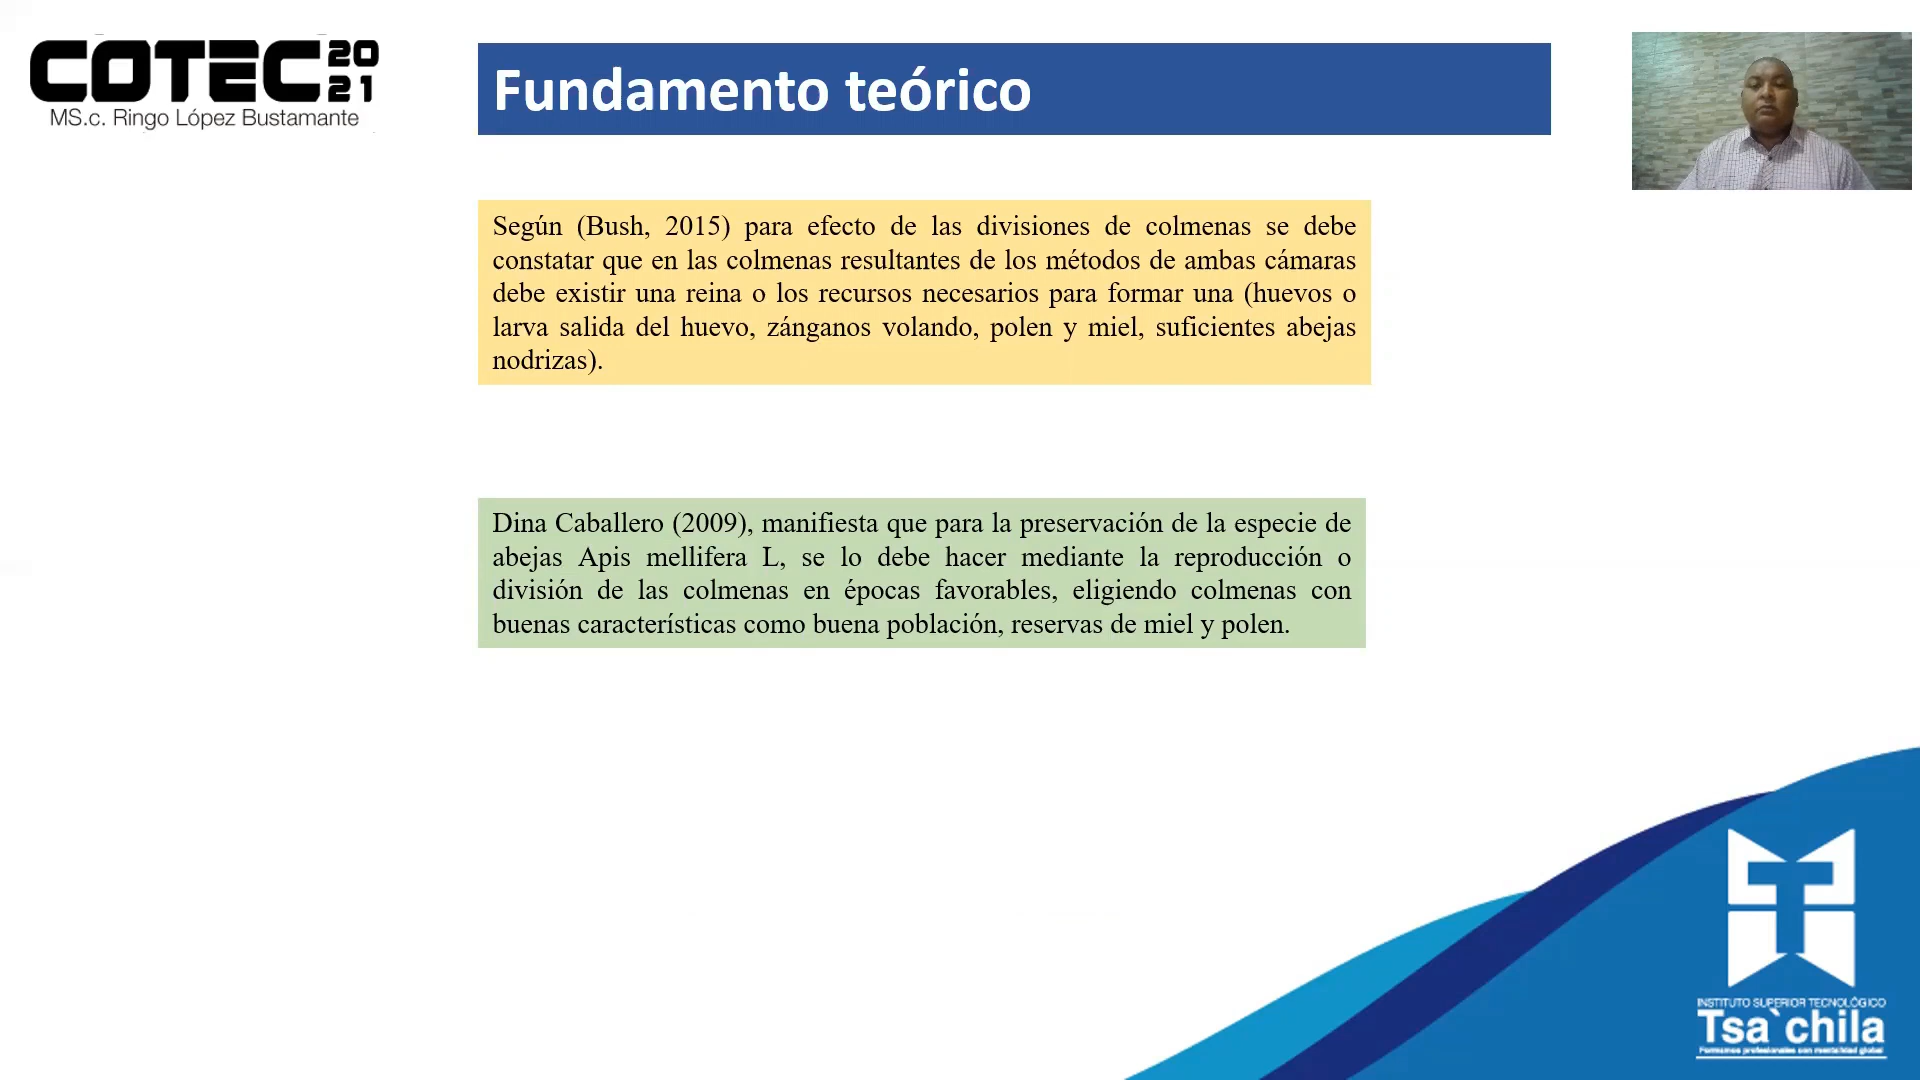 COTEC 2021
MS.c. Ringo López Bustamante
Fundamento teórico
Según (Bush, 2015) para efecto de las divisiones de colmenas se debe
constatar que en las colmenas resultantes de los métodos de ambas cámaras
debe existir una reina o los recursos necesarios para formar una (huevos o
larva salida del huevo, zánganos volando, polen y miel, suficientes abejas
nodrizas).
Dina Caballero (2009), manifiesta que para la preservación de la especie de
abejas Apis mellifera L, se lo debe hacer mediante la reproducción o
división de las colmenas en épocas favorables, eligiendo colmenas con
buenas características como buena población, reservas de miel y polen.
INSTITUTO SUPERIOR TECNOLÓGICO
Tsa`chila
Formamos profesionales con mentalidad global